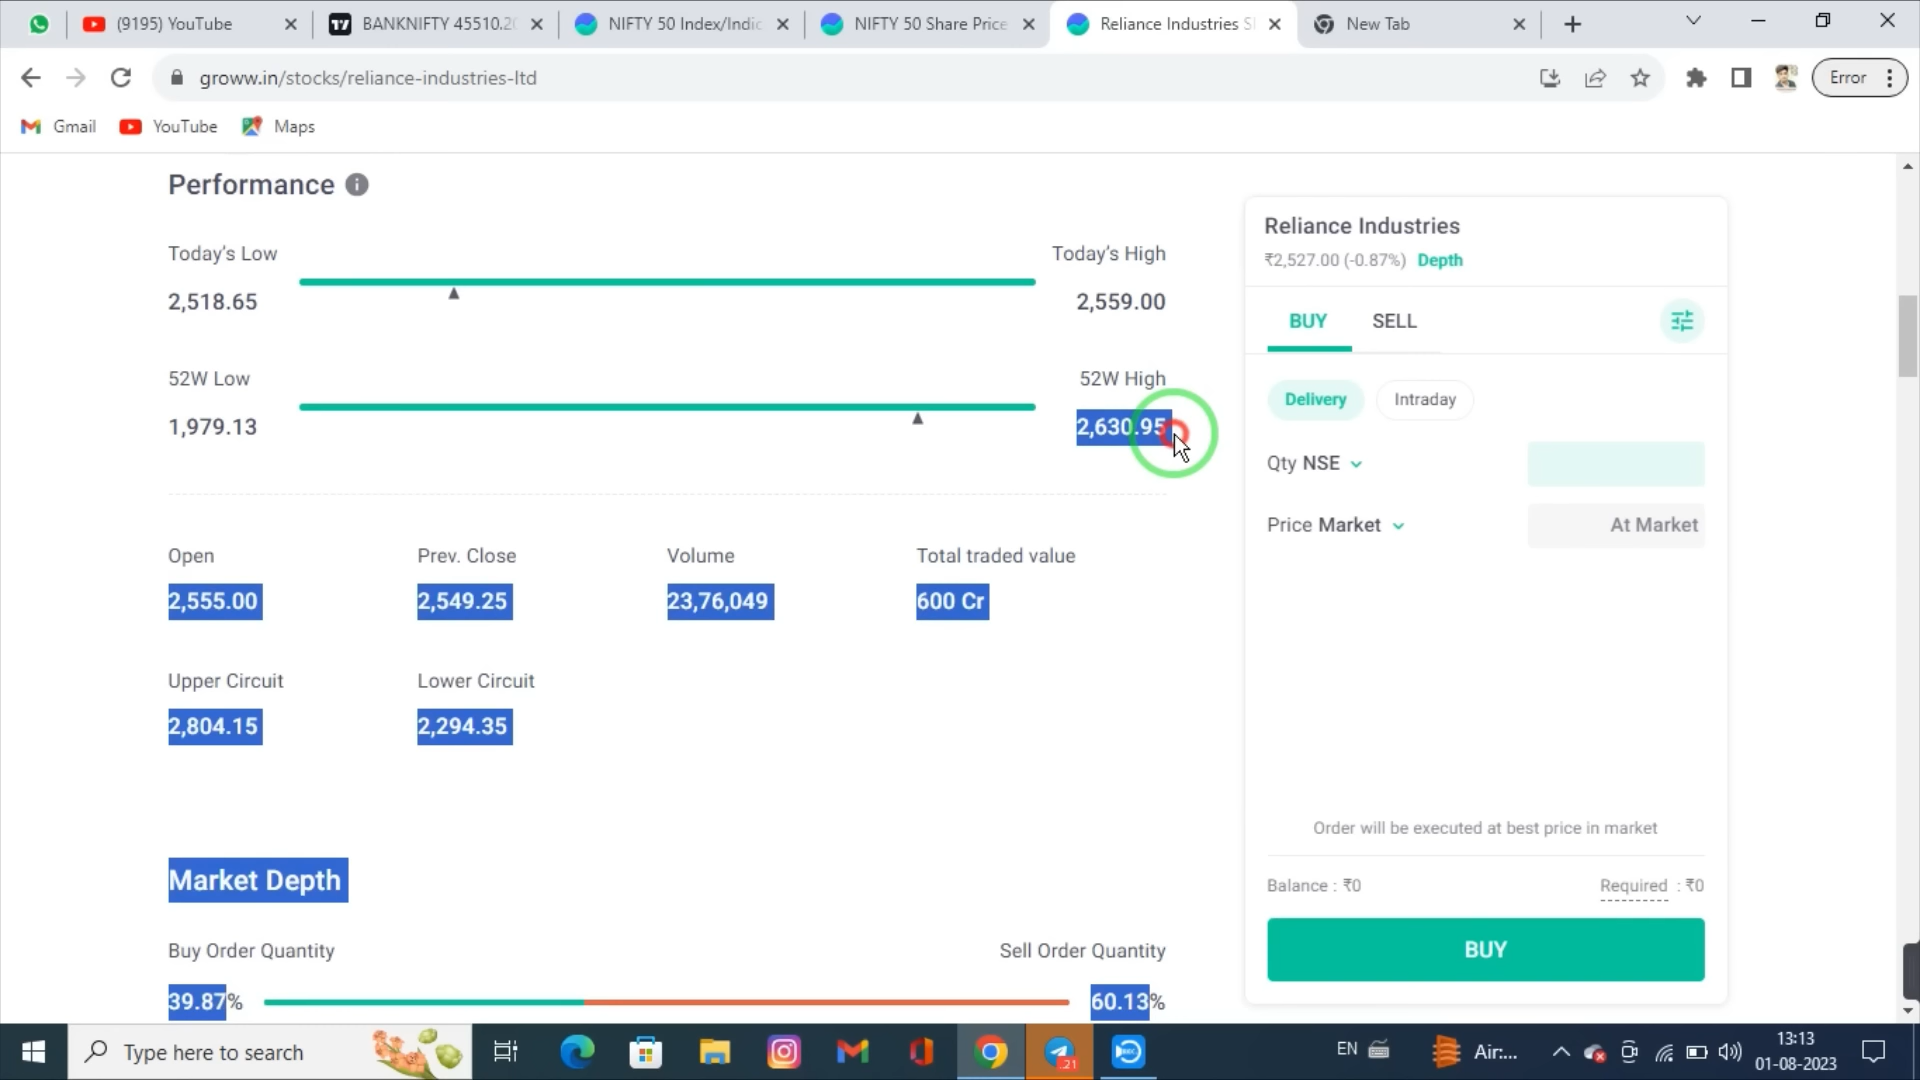 (9195) YouTube
BANKNIFTY 45510.20
NIFTY 50 Index/Indic
NIFTY 50 Share Price
Reliance Industries S
New Tab
groww.in/stocks/reliance-industries-ltd
Error
Gmail
YouTube
Maps
Performance
Today's Low
Today's High
2,518.65
2,559.00
52W Low
52W High
1,979.13
2,630.95
Open
Prev. Close
Volume
Total traded value
2,555.00
2,549.25
23,76,049
600 Cr
Upper Circuit
Lower Circuit
2,804.15
2,294.35
Market Depth
Buy Order Quantity
Sell Order Quantity
39.87%
60.13%
Reliance Industries
₹2,527.00 (-0.87%) Depth
BUY
SELL
Delivery
Intraday
Qty NSE
Price Market
At Market
Order will be executed at best price in market
Balance : ₹0
Required : ₹0
BUY
Type here to search
REC
21
EN
Air:...
13:13
01-08-2023